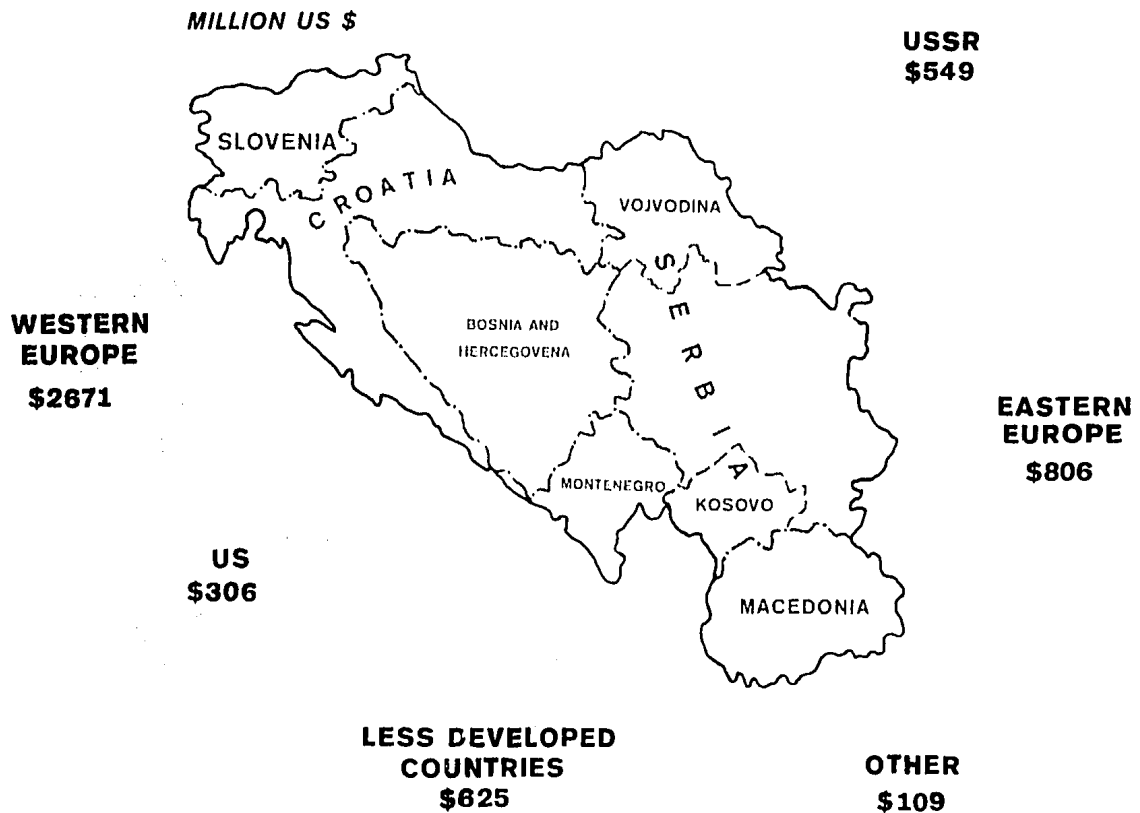 MILLION US $
USSR
$549
SLOVENIA
CROATIA
VOJVODINA
SERBIA
WESTERN
EUROPE
$2671
BOSNIA AND
HERCEGOVENA
EASTERN
EUROPE
$806
MONTENEGRO
KOSOVO
US
$306
MACEDONIA
LESS DEVELOPED
COUNTRIES
$625
OTHER
$109